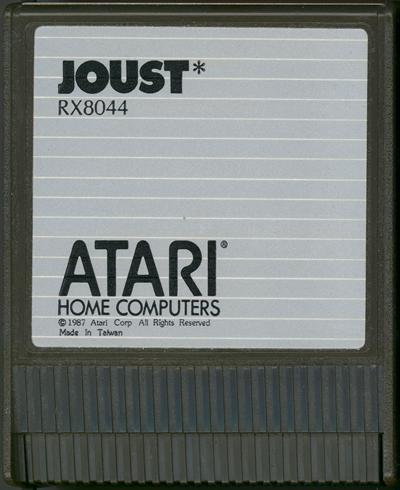 JOUST*
RX8044
ATARI®
HOME COMPUTERS
©1987 Atari Corp All Rights Reserved
Made In Taiwan